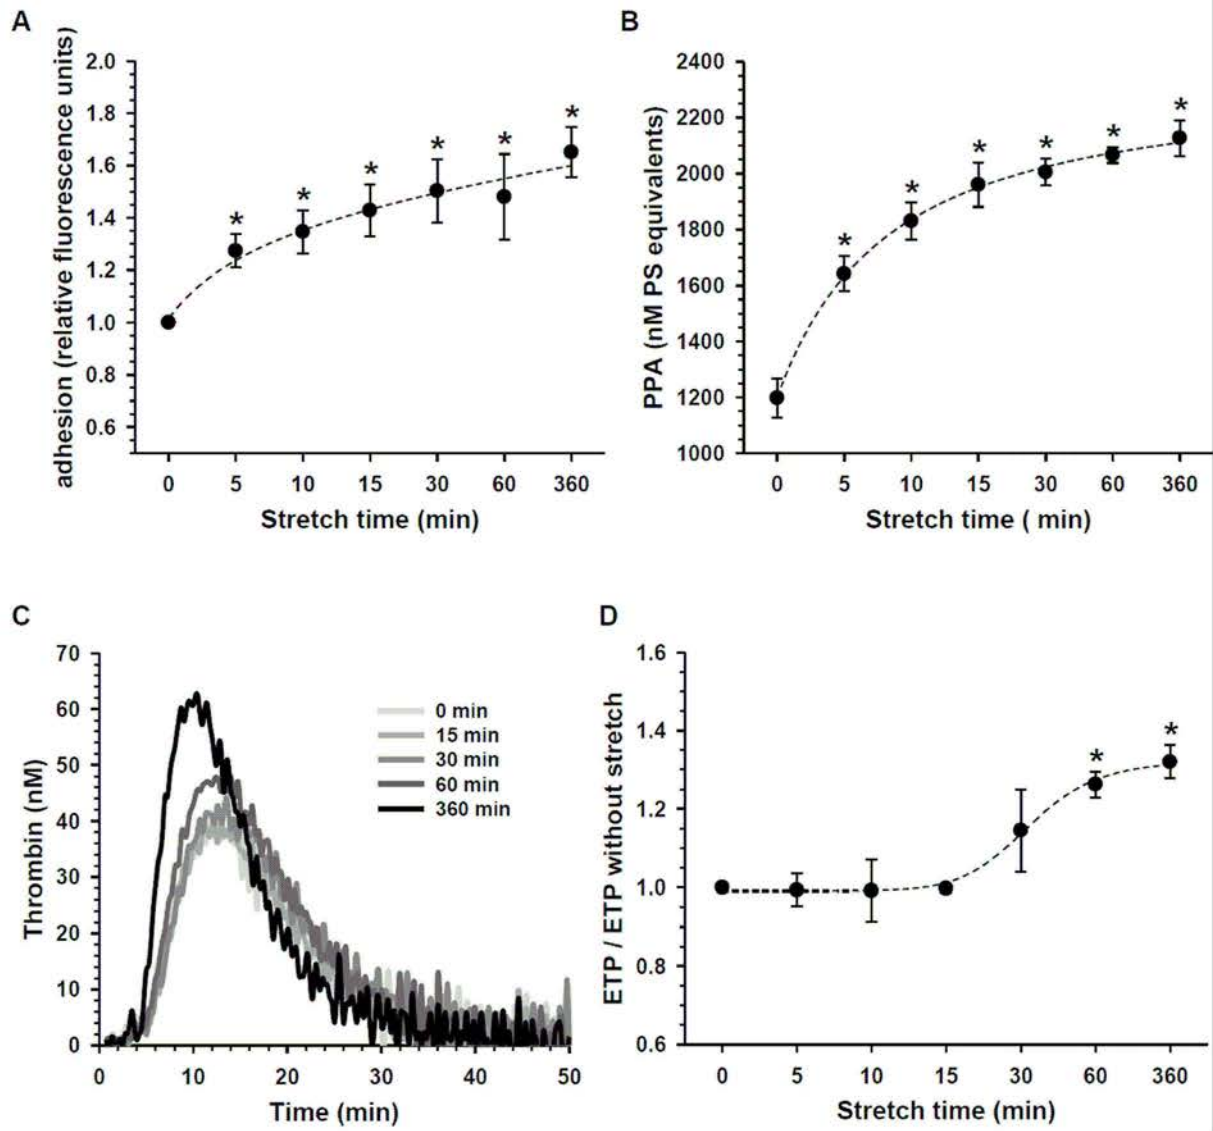 A
adhesion (relative fluorescence units)
2.0
1.8
1.6
1.4
1.2
1.0
0.8
0.6
* * * * * *
0 5 10 15 30 60 360
Stretch time (min)
B
PPA (nM PS equivalents)
2400
2200
2000
1800
1600
1400
1200
1000
* * * * * *
0 5 10 15 30 60 360
Stretch time ( min)
C
Thrombin (nM)
70
60
50
40
30
20
10
0
0 min
15 min
30 min
60 min
360 min
0 10 20 30 40 50
Time (min)
D
ETP / ETP without stretch
1.6
1.4
1.2
1.0
0.8
0.6
* *
0 5 10 15 30 60 360
Stretch time (min)